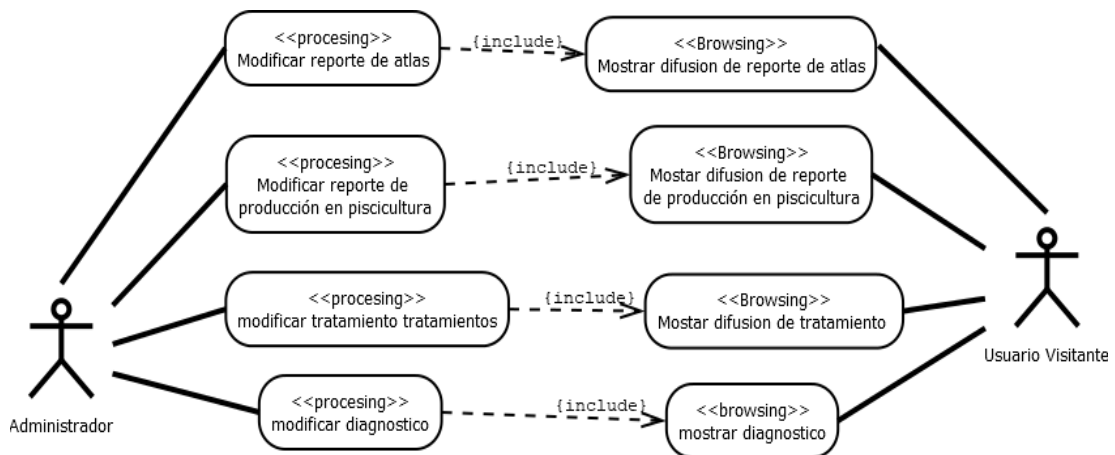 <<procesing>>
Modificar reporte de atlas
{include}
<<Browsing>>
Mostrar difusion de reporte de atlas
<<procesing>>
Modificar reporte de
producción en piscicultura
{include}
<<Browsing>>
Mostar difusion de reporte
de producción en piscicultura
<<procesing>>
modificar tratamiento tratamientos
{include}
<<Browsing>>
Mostar difusion de tratamiento
<<procesing>>
modificar diagnostico
{include}
<<browsing>>
mostrar diagnostico
Administrador
Usuario Visitante